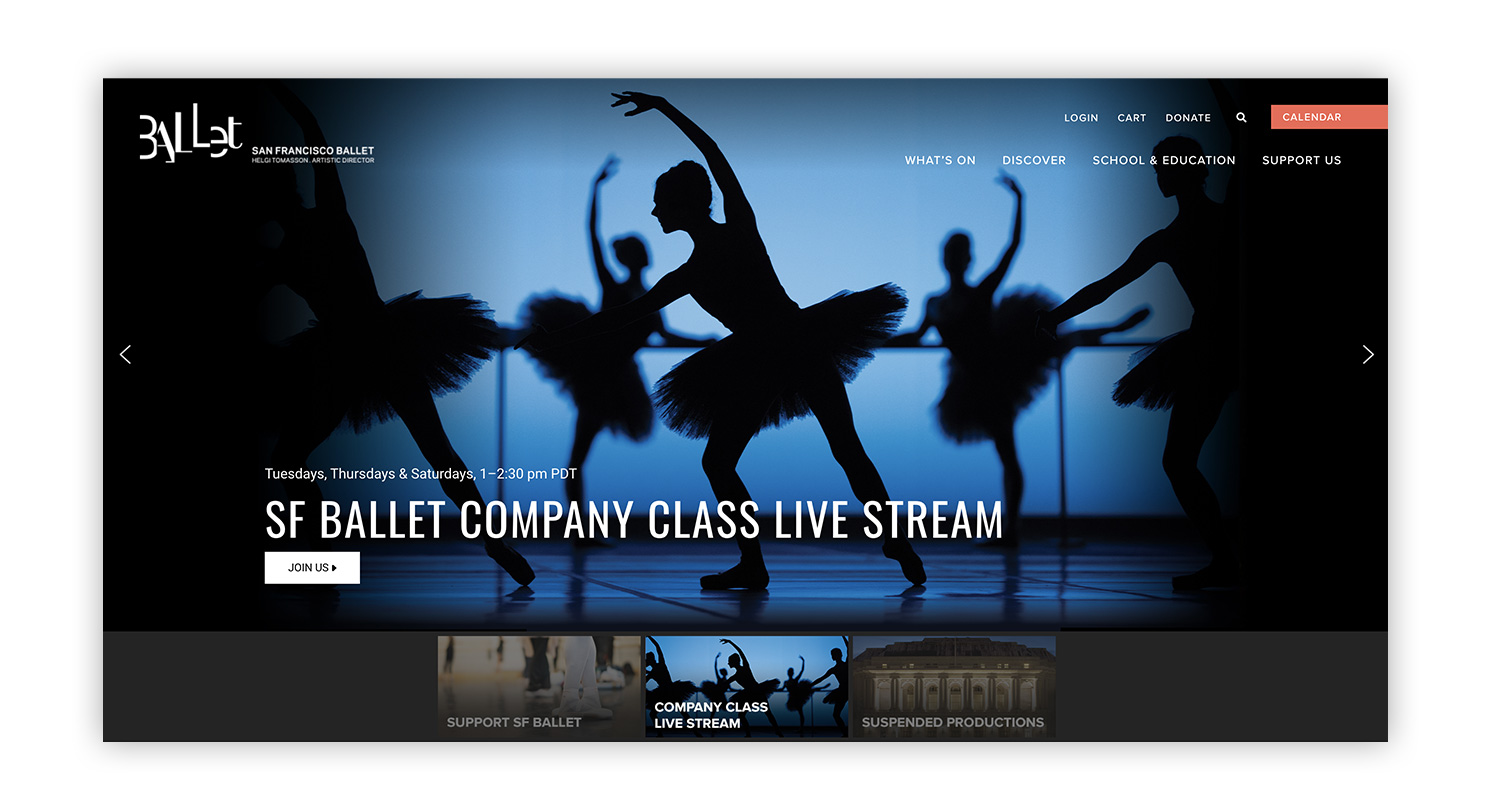 BALLet
SAN FRANCISCO BALLET
HELGI TOMASSON, ARTISTIC DIRECTOR
LOGIN CART DONATE CALENDAR
WHAT'S ON DISCOVER SCHOOL & EDUCATION SUPPORT US
Tuesdays, Thursdays & Saturdays, 1–2:30 pm PDT
SF BALLET COMPANY CLASS LIVE STREAM
JOIN US
SUPPORT SF BALLET
COMPANY CLASS
LIVE STREAM
SUSPENDED PRODUCTIONS